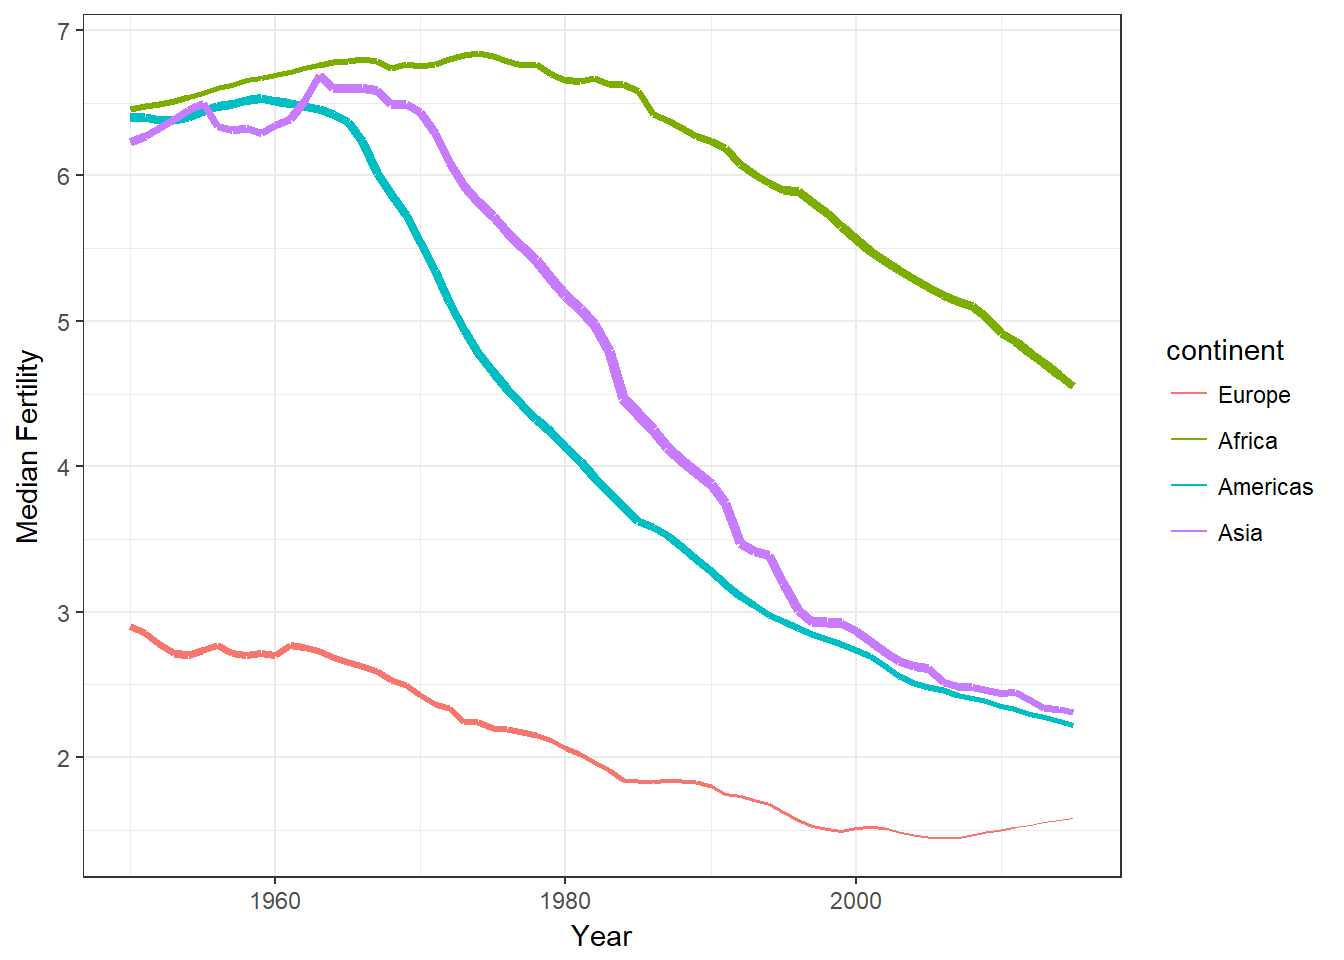 7
6
5
4
3
2
Median Fertility
1960
1980
2000
Year
continent
Europe
Africa
Americas
Asia